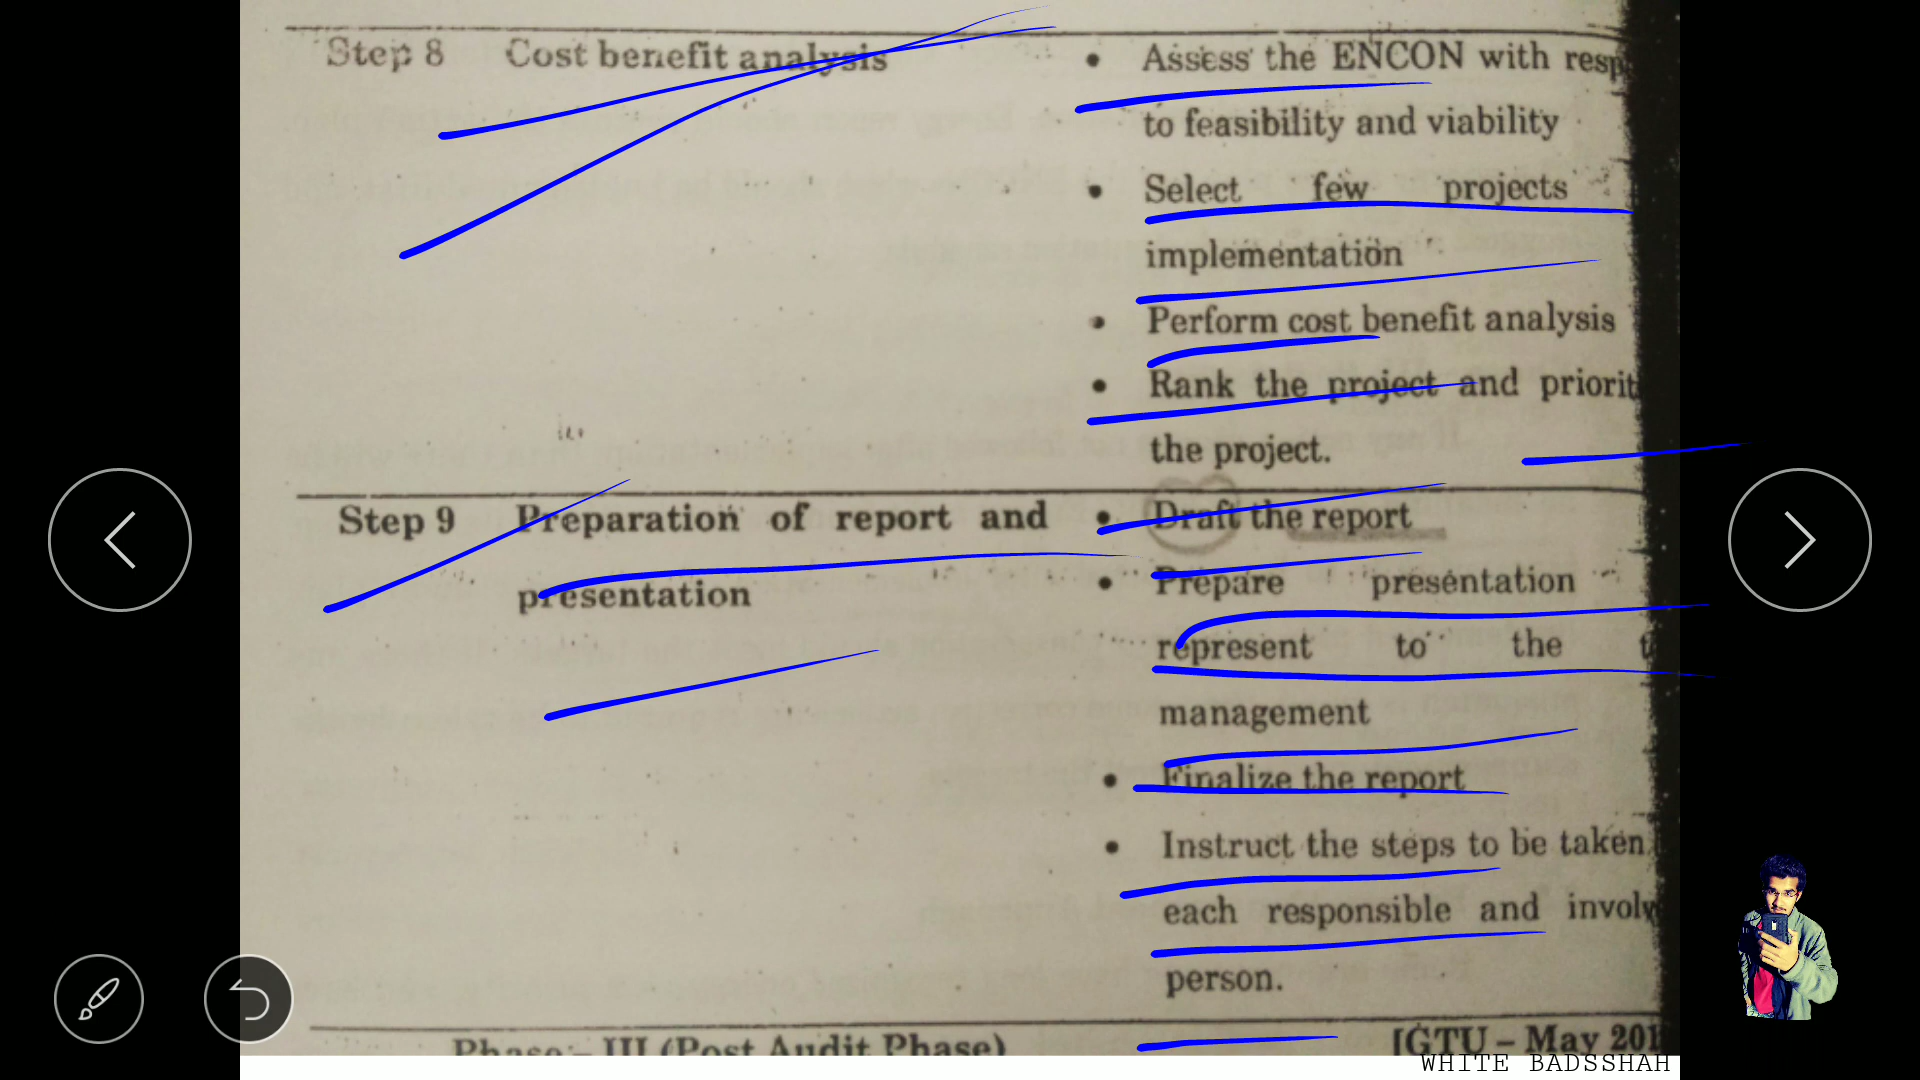 Step 8 Cost benefit analysis • Assess the ENCON with resp
to feasibility and viability
• Select few projects
implementation
• Perform cost benefit analysis
• Rank the project and priorit
the project.
Step 9 Preparation of report and • Draft the report
presentation • Prepare presentation
represent to the t
management
• Finalize the report
• Instruct the steps to be taken
each responsible and involv
person.
Phase – III (Post Audit Phase) [GTU – May 201
WHITE BADSSHAH